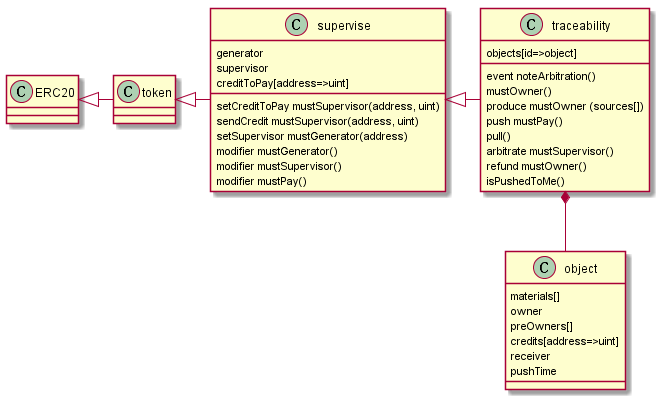 C ERC20
C token
C supervise
generator
supervisor
creditToPay[address=>uint]
setCreditToPay mustSupervisor(address, uint)
sendCredit mustSupervisor(address, uint)
setSupervisor mustGenerator(address)
modifier mustGenerator()
modifier mustSupervisor()
modifier mustPay()
C traceability
objects[id=>object]
event noteArbitration()
mustOwner()
produce mustOwner (sources[])
push mustPay()
pull()
arbitrate mustSupervisor()
refund mustOwner()
isPushedToMe()
C object
materials[]
owner
preOwners[]
credits[address=>uint]
receiver
pushTime